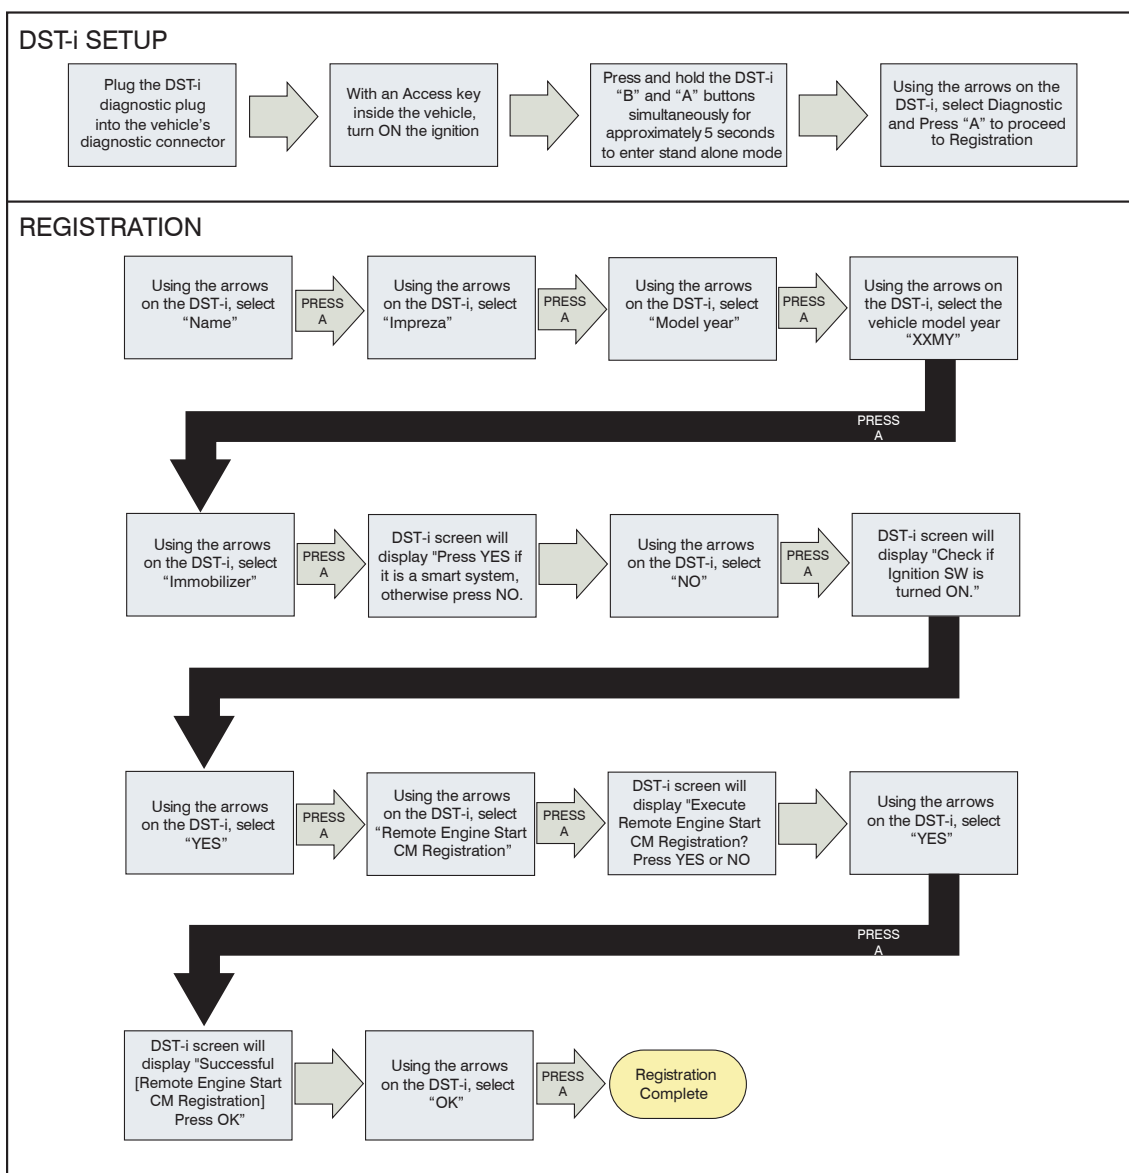 DST-i SETUP
Plug the DST-i
diagnostic plug
into the vehicle's
diagnostic connector
With an Access key
inside the vehicle,
turn ON the ignition
Press and hold the DST-i
“B” and “A” buttons
simultaneously for
approximately 5 seconds
to enter stand alone mode
Using the arrows on the
DST-i, select Diagnostic
and Press “A” to proceed
to Registration
REGISTRATION
Using the arrows
on the DST-i, select
“Name”
PRESS
A
Using the arrows
on the DST-i, select
“Impreza”
PRESS
A
Using the arrows
on the DST-i, select
“Model year”
PRESS
A
Using the arrows on
the DST-i, select the
vehicle model year
“XXMY”
PRESS
A
Using the arrows
on the DST-i, select
“Immobilizer”
PRESS
A
DST-i screen will
display "Press YES if
it is a smart system,
otherwise press NO.
Using the arrows
on the DST-i, select
“NO”
PRESS
A
DST-i screen will
display "Check if
Ignition SW is
turned ON.”
Using the arrows
on the DST-i, select
“YES”
PRESS
A
Using the arrows
on the DST-i, select
“Remote Engine Start
CM Registration”
PRESS
A
DST-i screen will
display "Execute
Remote Engine Start
CM Registration?
Press YES or NO
Using the arrows
on the DST-i, select
“YES”
PRESS
A
DST-i screen will
display "Successful
[Remote Engine Start
CM Registration]
Press OK”
Using the arrows
on the DST-i, select
“OK”
PRESS
A
Registration
Complete